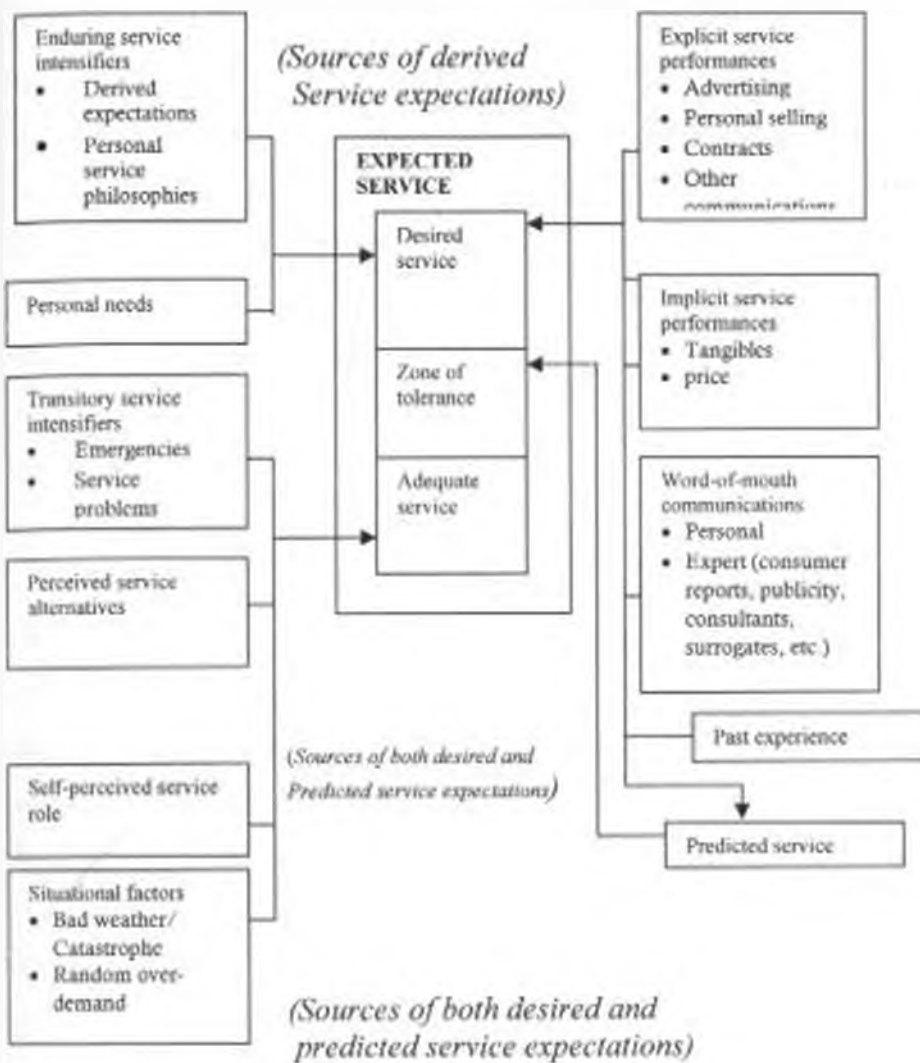 Enduring service
intensifiers
• Derived
expectations
• Personal
service
philosophies
Personal needs
Transitory service
intensifiers
• Emergencies
• Service
problems
Perceived service
alternatives
Self-perceived service
role
Situational factors
• Bad weather/
Catastrophe
• Random over-
demand
(Sources of derived
Service expectations)
EXPECTED
SERVICE
Desired
service
Zone of
tolerance
Adequate
service
(Sources of both desired and
Predicted service expectations)
(Sources of both desired and
predicted service expectations)
Explicit service
performances
• Advertising
• Personal selling
• Contracts
• Other
communications
Implicit service
performances
• Tangibles
• price
Word-of-mouth
communications
• Personal
• Expert (consumer
reports, publicity,
consultants,
surrogates, etc.)
Past experience
Predicted service